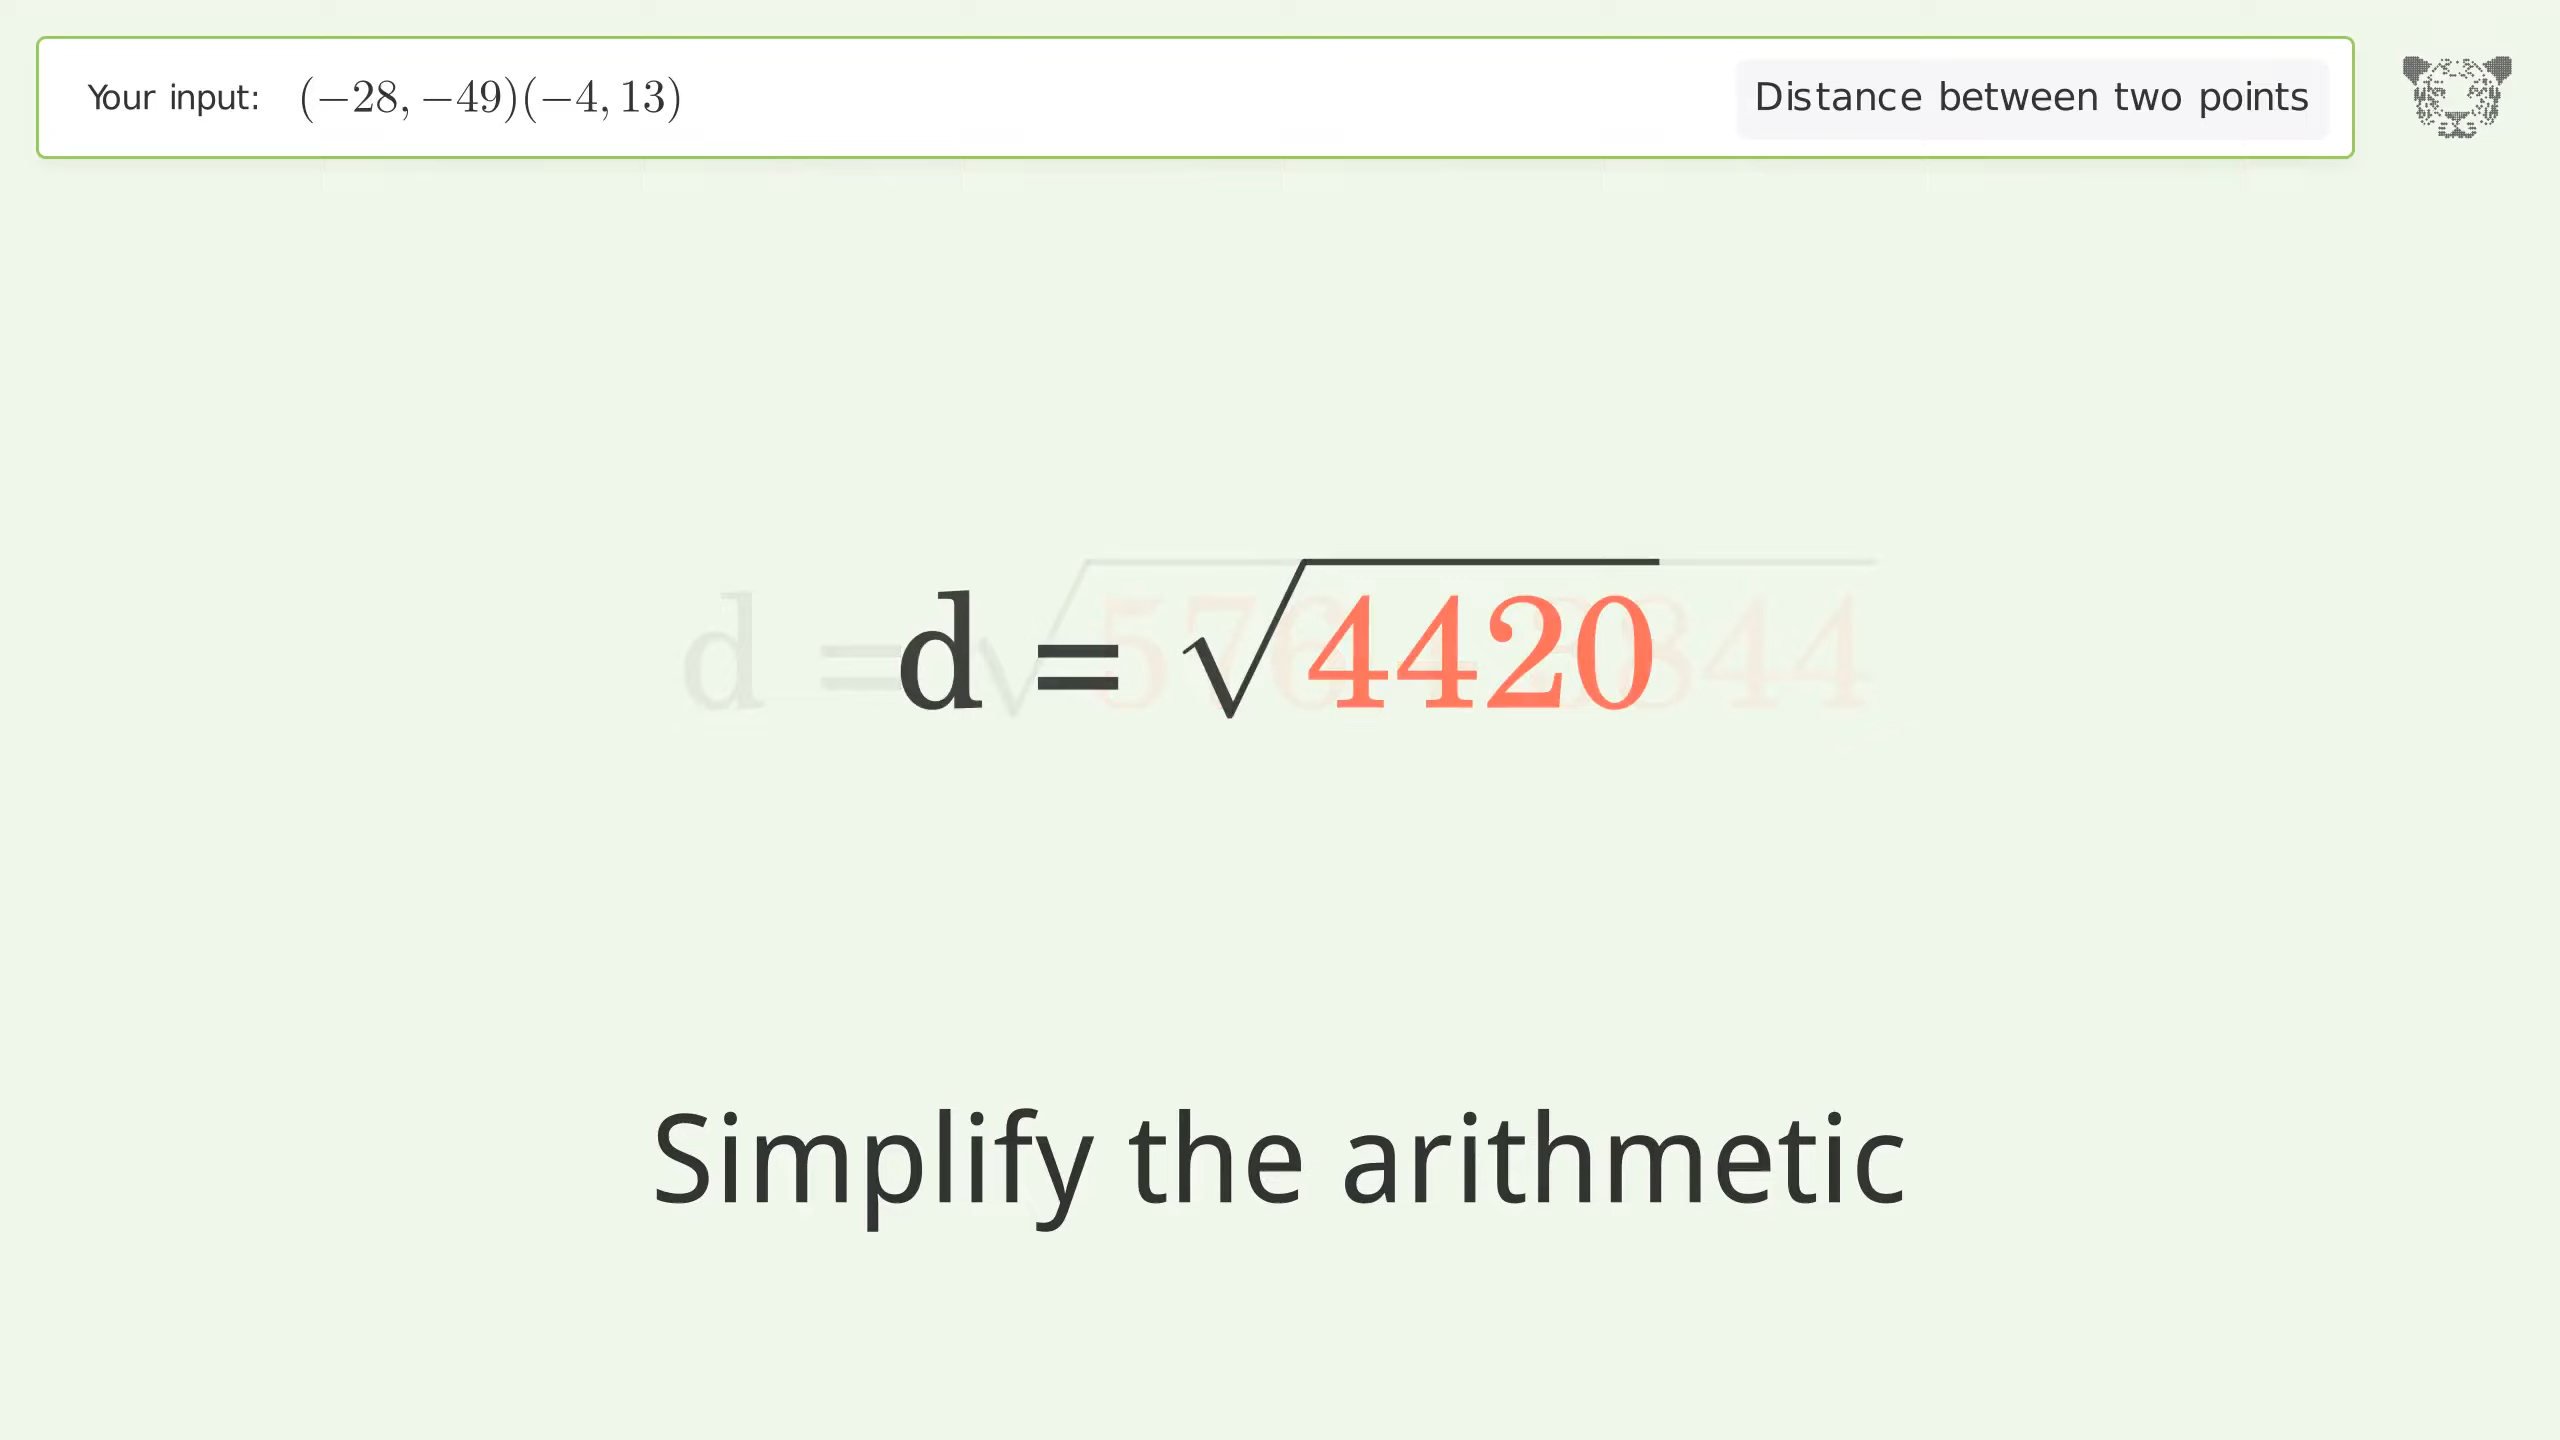 Your input: (−28, −49)(−4, 13)
Distance between two points
d = √4420
Simplify the arithmetic